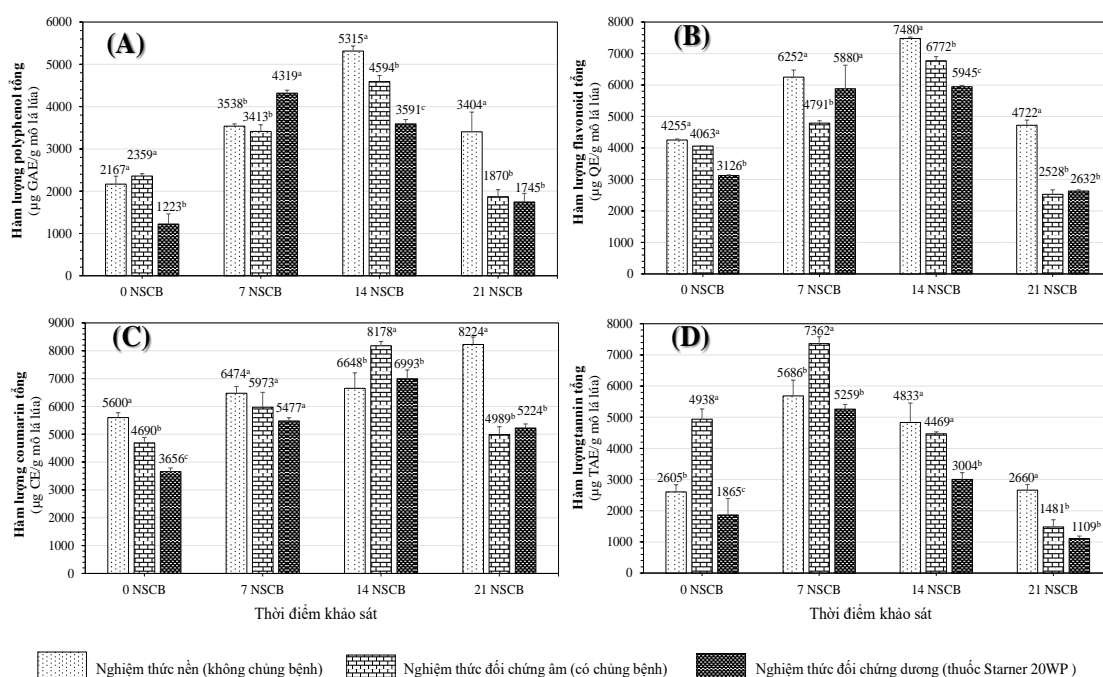 (A)
Hàm lượng polyphenol tổng
(µg GAE/g mô lá lúa)
6000
5000
4000
3000
2000
1000
0
2167ᵃ 2359ᵃ 1223ᵇ
3538ᵇ 3413ᵇ 4319ᵃ
5315ᵃ 4594ᵇ 3591ᶜ
3404ᵃ 1870ᵇ 1745ᵇ
0 NSCB 7 NSCB 14 NSCB 21 NSCB
(B)
Hàm lượng flavonoid tổng
(µg QE/g mô lá lúa)
8000
7000
6000
5000
4000
3000
2000
1000
0
4255ᵃ 4063ᵃ 3126ᵇ
6252ᵃ 4791ᵇ 5880ᵃ
7480ᵃ 6772ᵇ 5945ᶜ
4722ᵃ 2528ᵇ 2632ᵇ
0 NSCB 7 NSCB 14 NSCB 21 NSCB
(C)
Hàm lượng coumarin tổng
(µg CE/g mô lá lúa)
9000
8000
7000
6000
5000
4000
3000
2000
1000
0
5600ᵃ 4690ᵇ 3656ᶜ
6474ᵃ 5973ᵃ 5477ᵃ
6648ᵇ 8178ᵃ 6993ᵇ
8224ᵃ 4989ᵇ 5224ᵇ
0 NSCB 7 NSCB 14 NSCB 21 NSCB
Thời điểm khảo sát
(D)
Hàm lượngtamin tổng
(µg TAE/g mô lá lúa)
8000
7000
6000
5000
4000
3000
2000
1000
0
2605ᵇ 4938ᵃ 1865ᶜ
5686ᵇ 7362ᵃ 5259ᵇ
4833ᵃ 4469ᵃ 3004ᵇ
2660ᵃ 1481ᵇ 1109ᵇ
0 NSCB 7 NSCB 14 NSCB 21 NSCB
Thời điểm khảo sát
Nghiệm thức nền (không chủng bệnh) Nghiệm thức đối chứng âm (có chủng bệnh) Nghiệm thức đối chứng dương (thuốc Starner 20WP )